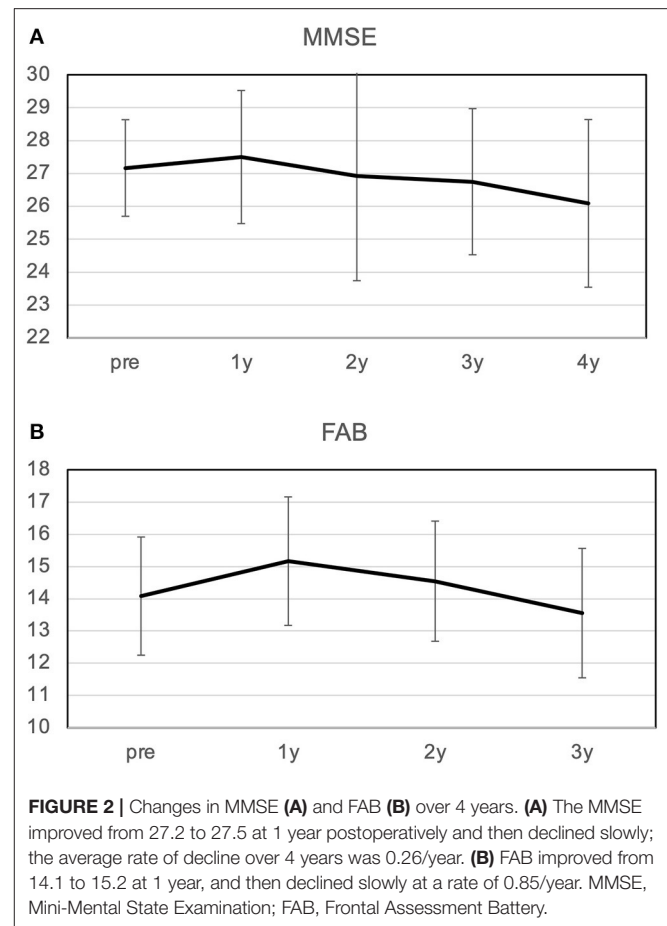 A
MMSE
30
29
28
27
26
25
24
23
22
pre 1y 2y 3y 4y
B
FAB
18
17
16
15
14
13
12
11
10
pre 1y 2y 3y
FIGURE 2 | Changes in MMSE (A) and FAB (B) over 4 years. (A) The MMSE
improved from 27.2 to 27.5 at 1 year postoperatively and then declined slowly;
the average rate of decline over 4 years was 0.26/year. (B) FAB improved from
14.1 to 15.2 at 1 year, and then declined slowly at a rate of 0.85/year. MMSE,
Mini-Mental State Examination; FAB, Frontal Assessment Battery.